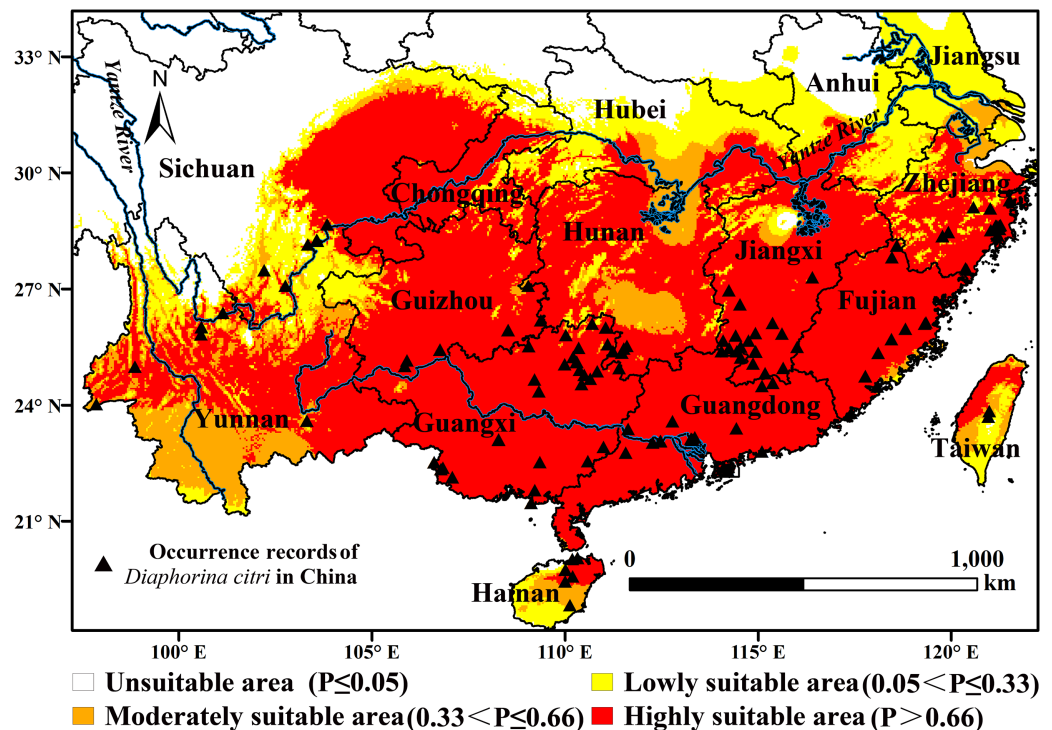 33° N
30° N
27° N
24° N
21° N
N
Yangtze River
Sichuan
Chongqing
Hubei
Anhui
Jiangsu
Yantze River
Zhejiang
Hunan
Jiangxi
Guizhou
Fujian
Yunnan
Guangxi
Guangdong
Taiwan
Hainan
Occurrence records of
Diaphorina citri in China
0 1,000
km
100° E 105° E 110° E 115° E 120° E
Unsuitable area (P≤0.05)
Lowly suitable area (0.05<P≤0.33)
Moderately suitable area (0.33<P≤0.66)
Highly suitable area (P>0.66)